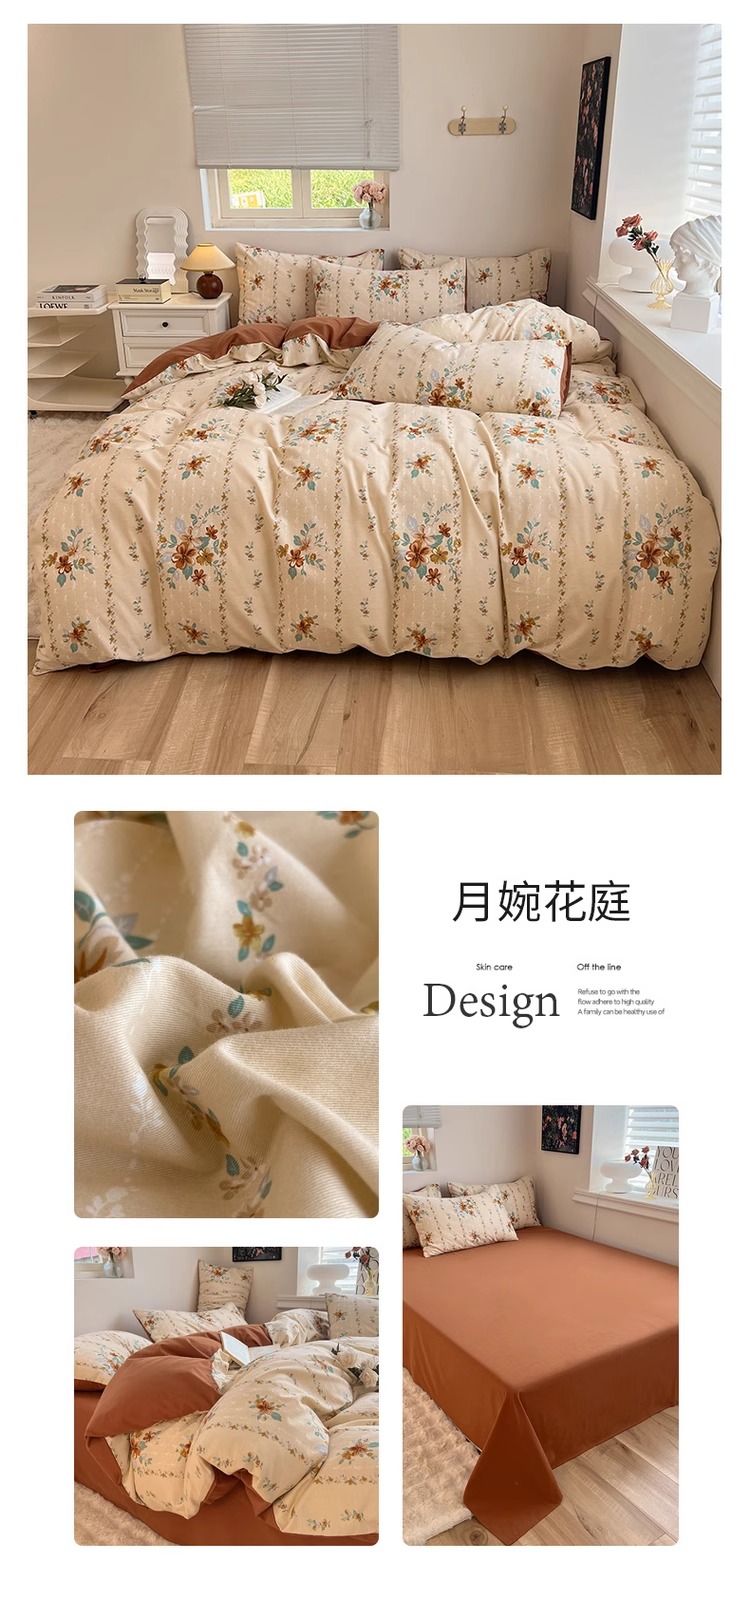 KINFOLK
LOEWE
月婉花庭
Skin care
Off the line
Design
Refuse to go with the
flow adhere to high quality
A family can be healthy use of
YOU
LOVE